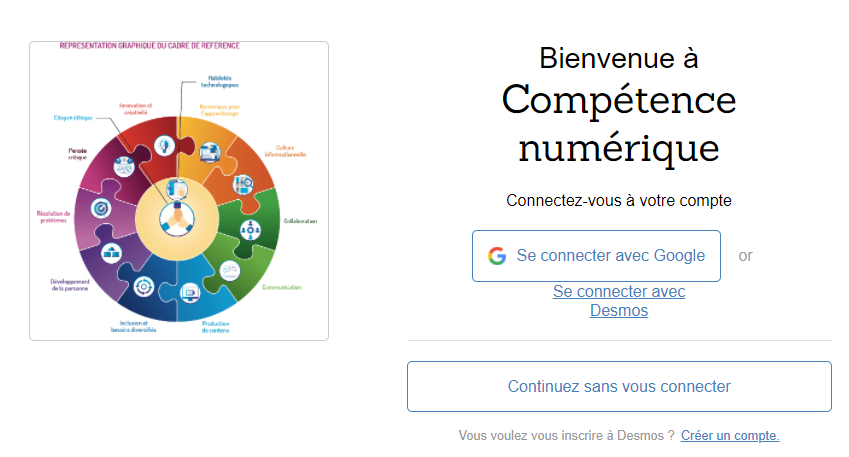 REPRÉSENTATION GRAPHIQUE DU CADRE DE RÉFÉRENCE
Habiletés
technologiques
Innovation et
créativité
Numérique pour
l'apprentissage
Citoyen éthique
Pensée
critique
Culture
informationnelle
Résolution de
problèmes
Collaboration
Développement
de la personne
Communication
Inclusion et
besoins diversifiés
Production
de contenu
Bienvenue à
Compétence
numérique
Connectez-vous à votre compte
Se connecter avec Google
or
Se connecter avec
Desmos
Continuez sans vous connecter
Vous voulez vous inscrire à Desmos ? Créer un compte.